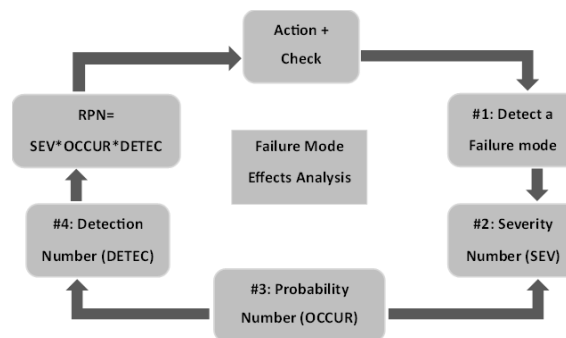 Action +
Check
#1: Detect a
Failure mode
#2: Severity
Number (SEV)
#3: Probability
Number (OCCUR)
#4: Detection
Number (DETEC)
RPN=
SEV*OCCUR*DETEC
Failure Mode
Effects Analysis